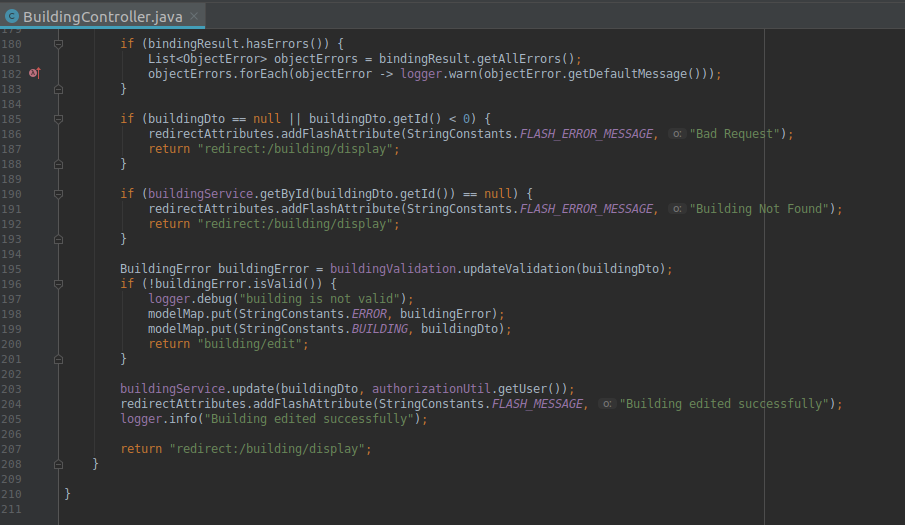 BuildingController.java
179
180 if (bindingResult.hasErrors()) {
181 List<ObjectError> objectErrors = bindingResult.getAllErrors();
182 objectErrors.forEach(objectError -> logger.warn(objectError.getDefaultMessage()));
183 }
184
185 if (buildingDto == null || buildingDto.getId() < 0) {
186 redirectAttributes.addFlashAttribute(StringConstants.FLASH_ERROR_MESSAGE, o: "Bad Request");
187 return "redirect:/building/display";
188 }
189
190 if (buildingService.getById(buildingDto.getId()) == null) {
191 redirectAttributes.addFlashAttribute(StringConstants.FLASH_ERROR_MESSAGE, o: "Building Not Found");
192 return "redirect:/building/display";
193 }
194
195 BuildingError buildingError = buildingValidation.updateValidation(buildingDto);
196 if (!buildingError.isValid()) {
197 logger.debug("building is not valid");
198 modelMap.put(StringConstants.ERROR, buildingError);
199 modelMap.put(StringConstants.BUILDING, buildingDto);
200 return "building/edit";
201 }
202
203 buildingService.update(buildingDto, authorizationUtil.getUser());
204 redirectAttributes.addFlashAttribute(StringConstants.FLASH_MESSAGE, o: "Building edited successfully");
205 logger.info("Building edited successfully");
206
207 return "redirect:/building/display";
208 }
209
210 }
211